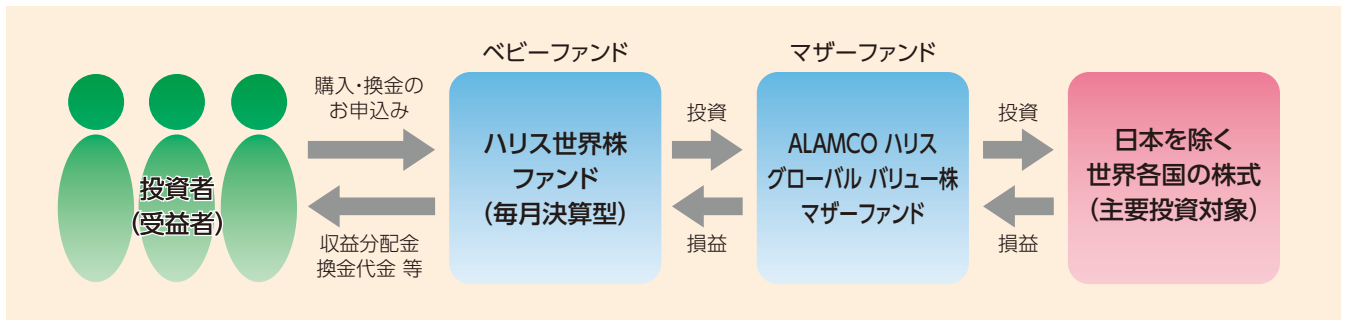 ベビーファンド
マザーファンド
購入・換金の
お申込み
投資者
(受益者)
収益分配金
換金代金 等
ハリス世界株
ファンド
(毎月決算型)
投資
損益
ALAMCO ハリス
グローバル バリュー株
マザーファンド
投資
損益
日本を除く
世界各国の株式
(主要投資対象)